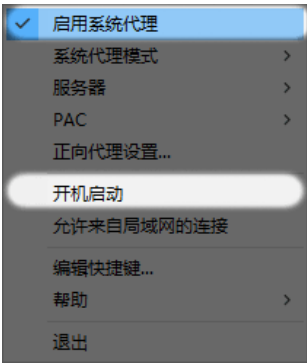 启用系统代理
系统代理模式
服务器
PAC
正向代理设置...
开机启动
允许来自局域网的连接
编辑快捷键...
帮助
退出